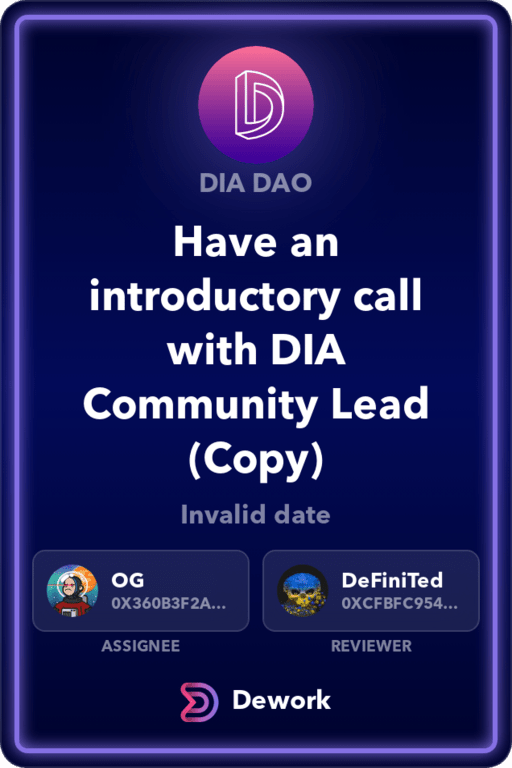 DIA DAO
Have an
introductory call
with DIA
Community Lead
(Copy)
Invalid date
OG
0X360B3F2A...
DeFiniTed
0XCFBFC954...
ASSIGNEE
REVIEWER
Dework